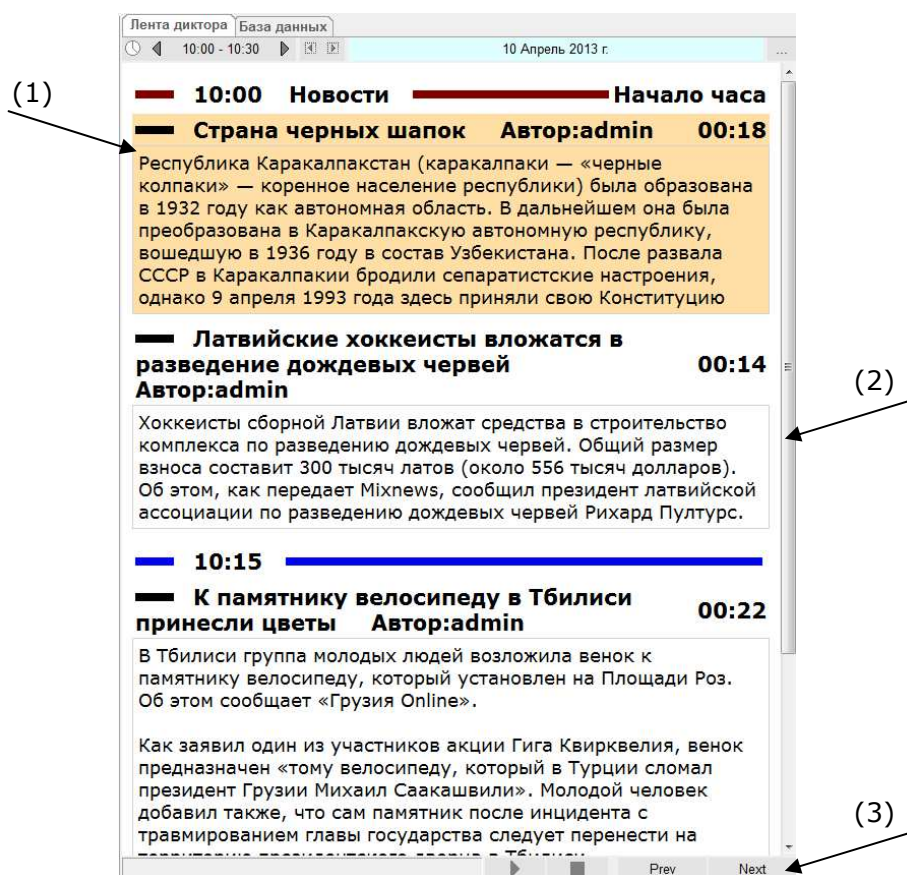 Лента диктора База данных
10:00 - 10:30 10 Апрель 2013 г. ...
(1)
10:00 Новости Начало часа
Страна черных шапок Автор:admin 00:18
Республика Каракалпакстан (каракалпаки — «черные
колпаки» — коренное население республики) была образована
в 1932 году как автономная область. В дальнейшем она была
преобразована в Каракалпакскую автономную республику,
вошедшую в 1936 году в состав Узбекистана. После развала
СССР в Каракалпакии бродили сепаратистские настроения,
однако 9 апреля 1993 года здесь приняли свою Конституцию
Латвийские хоккеисты вложатся в
разведение дождевых червей 00:14
Автор:admin
(2)
Хоккеисты сборной Латвии вложат средства в строительство
комплекса по разведению дождевых червей. Общий размер
взноса составит 300 тысяч латов (около 556 тысяч долларов).
Об этом, как передает Mixnews, сообщил президент латвийской
ассоциации по разведению дождевых червей Рихард Пултурс.
10:15
К памятнику велосипеду в Тбилиси
принесли цветы Автор:admin 00:22
В Тбилиси группа молодых людей возложила венок к
памятнику велосипеду, который установлен на Площади Роз.
Об этом сообщает «Грузия Online».
Как заявил один из участников акции Гига Квирквелия, венок
предназначен «тому велосипеду, который в Турции сломал
президент Грузии Михаил Саакашвили». Молодой человек
добавил также, что сам памятник после инцидента с
(3)
травмированием главы государства следует перенести на
территорию президентского дворца в Тбилиси.
Prev Next